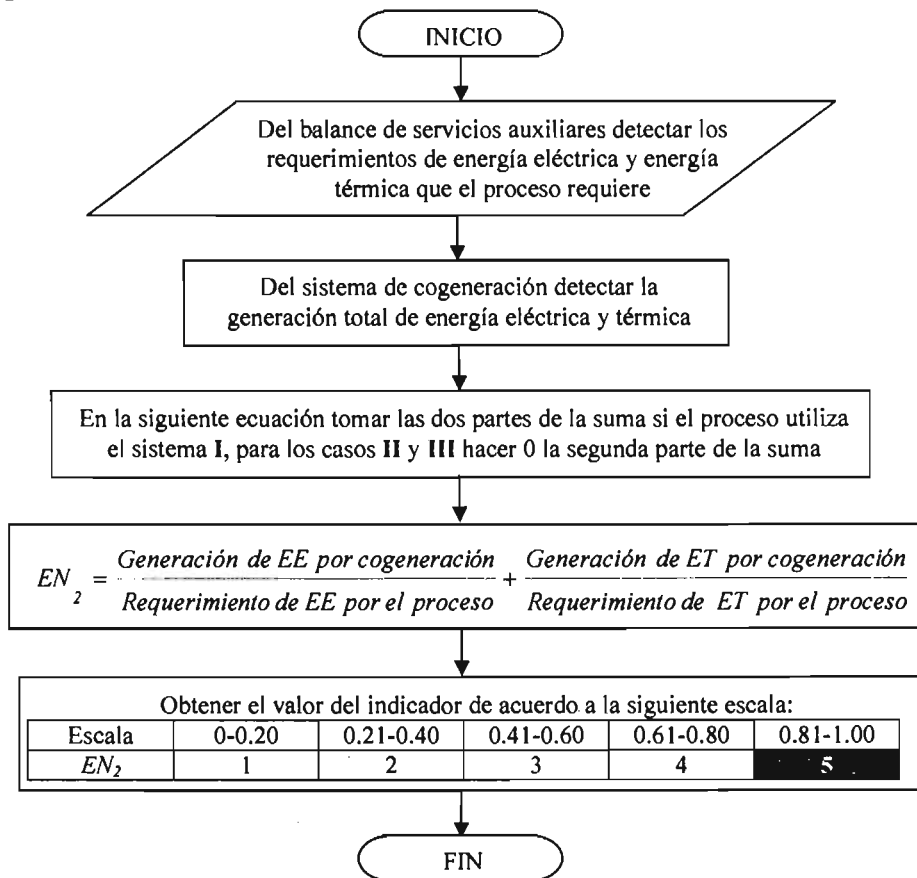 INICIO
Del balance de servicios auxiliares detectar los
requerimientos de energía eléctrica y energía
térmica que el proceso requiere
Del sistema de cogeneración detectar la
generación total de energía eléctrica y térmica
En la siguiente ecuación tomar las dos partes de la suma si el proceso utiliza
el sistema I, para los casos II y III hacer 0 la segunda parte de la suma
EN₂ = Generación de EE por cogeneración / Requerimiento de EE por el proceso + Generación de ET por cogeneración / Requerimiento de ET por el proceso
Obtener el valor del indicador de acuerdo a la siguiente escala:
Escala 0-0.20 0.21-0.40 0.41-0.60 0.61-0.80 0.81-1.00
EN₂ 1 2 3 4 5
FIN